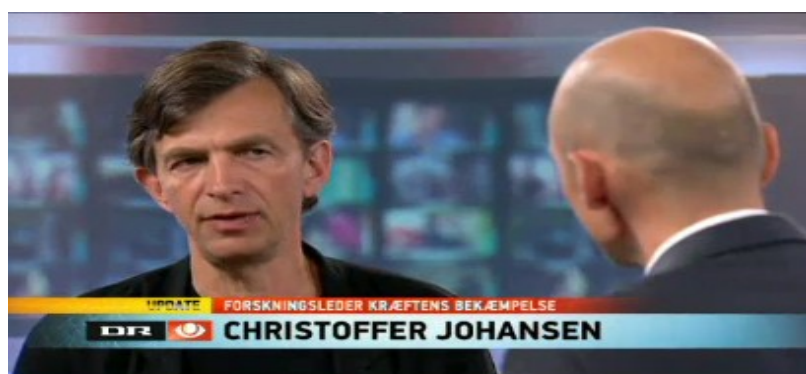 UPDATE FORSKNINGSLEDER KRÆFTENS BEKÆMPELSE
DR CHRISTOFFER JOHANSEN